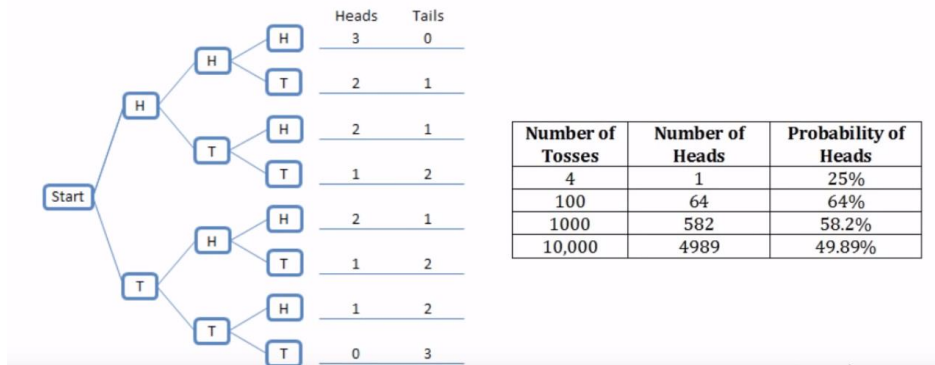 Heads Tails
H 3 0
H
T 2 1
H
H 2 1
T
T 1 2
Start
H 2 1
H
T 1 2
T
H 1 2
T
T 0 3
Number of Tosses Number of Heads Probability of Heads
4 1 25%
100 64 64%
1000 582 58.2%
10,000 4989 49.89%